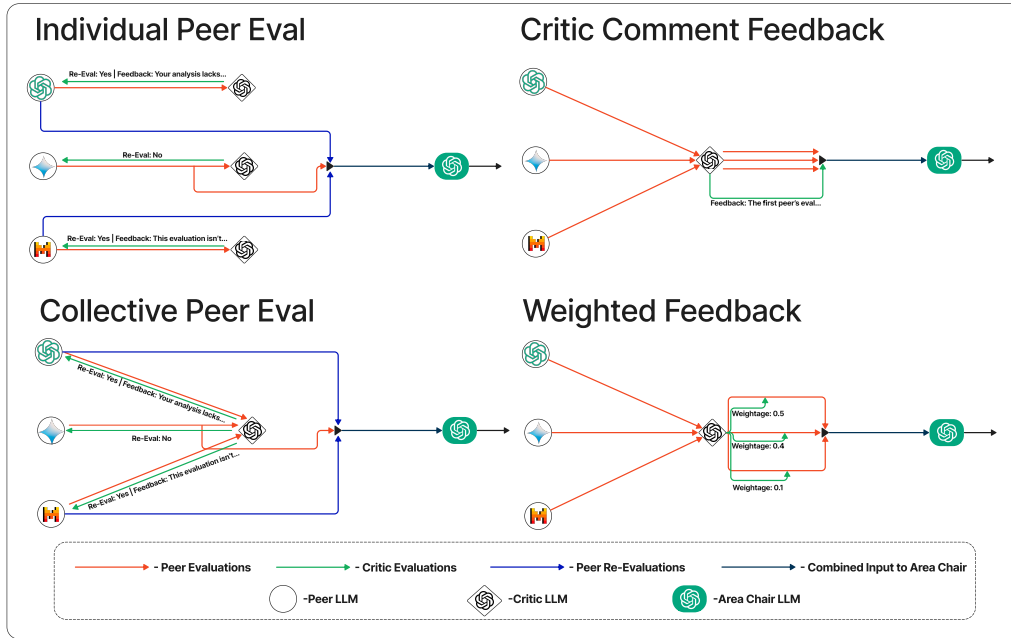 Individual Peer Eval
Re-Eval: Yes | Feedback: Your analysis lacks...
Re-Eval: No
Re-Eval: Yes | Feedback: This evaluation isn't...
Critic Comment Feedback
Feedback: The first peer's eval...
Collective Peer Eval
Re-Eval: Yes | Feedback: Your analysis lacks...
Re-Eval: No
Re-Eval: Yes | Feedback: This evaluation isn't...
Weighted Feedback
Weightage: 0.5
Weightage: 0.4
Weightage: 0.1
- Peer Evaluations
- Critic Evaluations
- Peer Re-Evaluations
- Combined Input to Area Chair
-Peer LLM
-Critic LLM
-Area Chair LLM